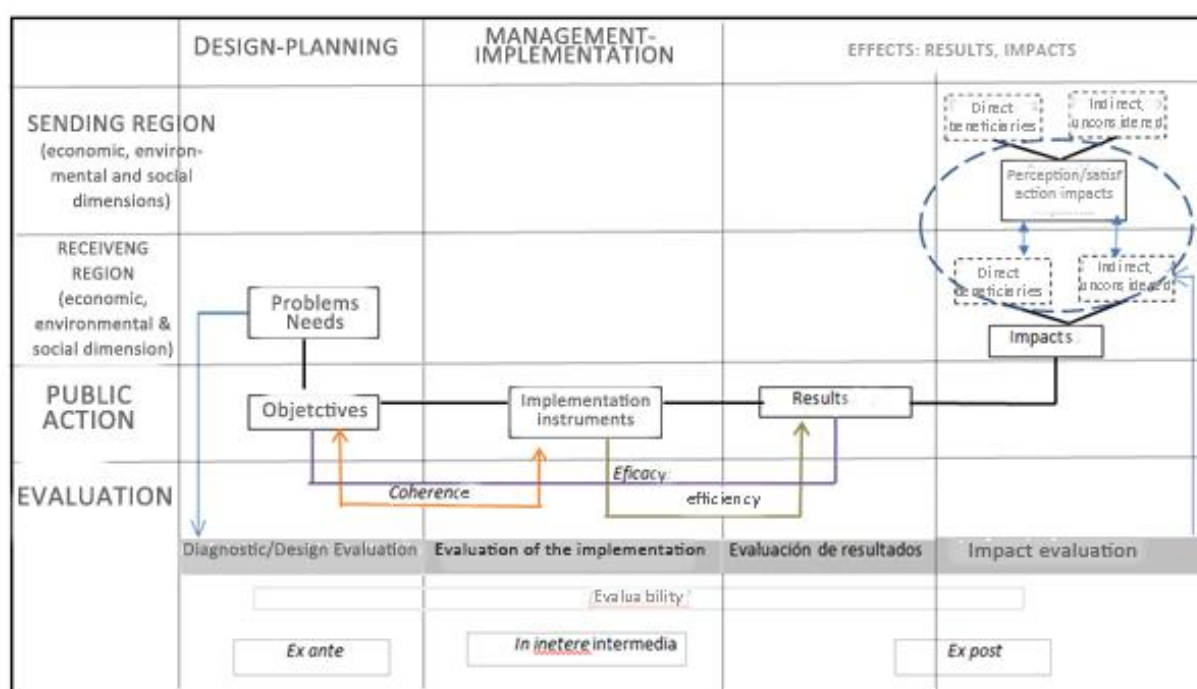 DESIGN-PLANNING
MANAGEMENT-
IMPLEMENTATION
EFFECTS: RESULTS, IMPACTS
SENDING REGION
(economic, environ-
mental and social
dimensions)
Direct
beneficiaries
Indirect,
unconsidered
Perception/satisf
action impacts
RECEIVENG
REGION
(economic,
environmental &
social dimension)
Direct
beneficiaries
Indirect,
unconsidered
Problems
Needs
Impacts
PUBLIC
ACTION
Objetctives
Implementation
instruments
Results
EVALUATION
Coherence
Eficacy
efficiency
Diagnostic/Design Evaluation
Evaluation of the implementation
Evaluación de resultados
Impact evaluation
Evalua bility
Ex ante
In inetere intermedia
Ex post